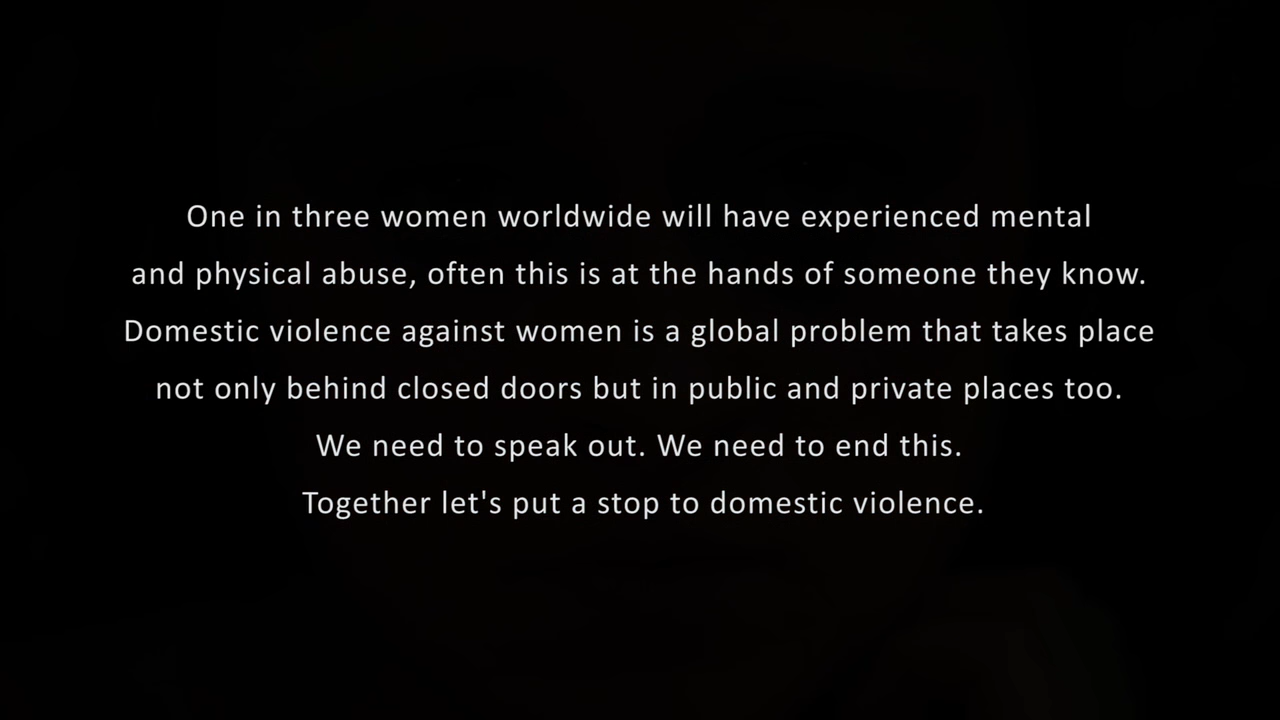 One in three women worldwide will have experienced mental
and physical abuse, often this is at the hands of someone they know.
Domestic violence against women is a global problem that takes place
not only behind closed doors but in public and private places too.
We need to speak out. We need to end this.
Together let's put a stop to domestic violence.